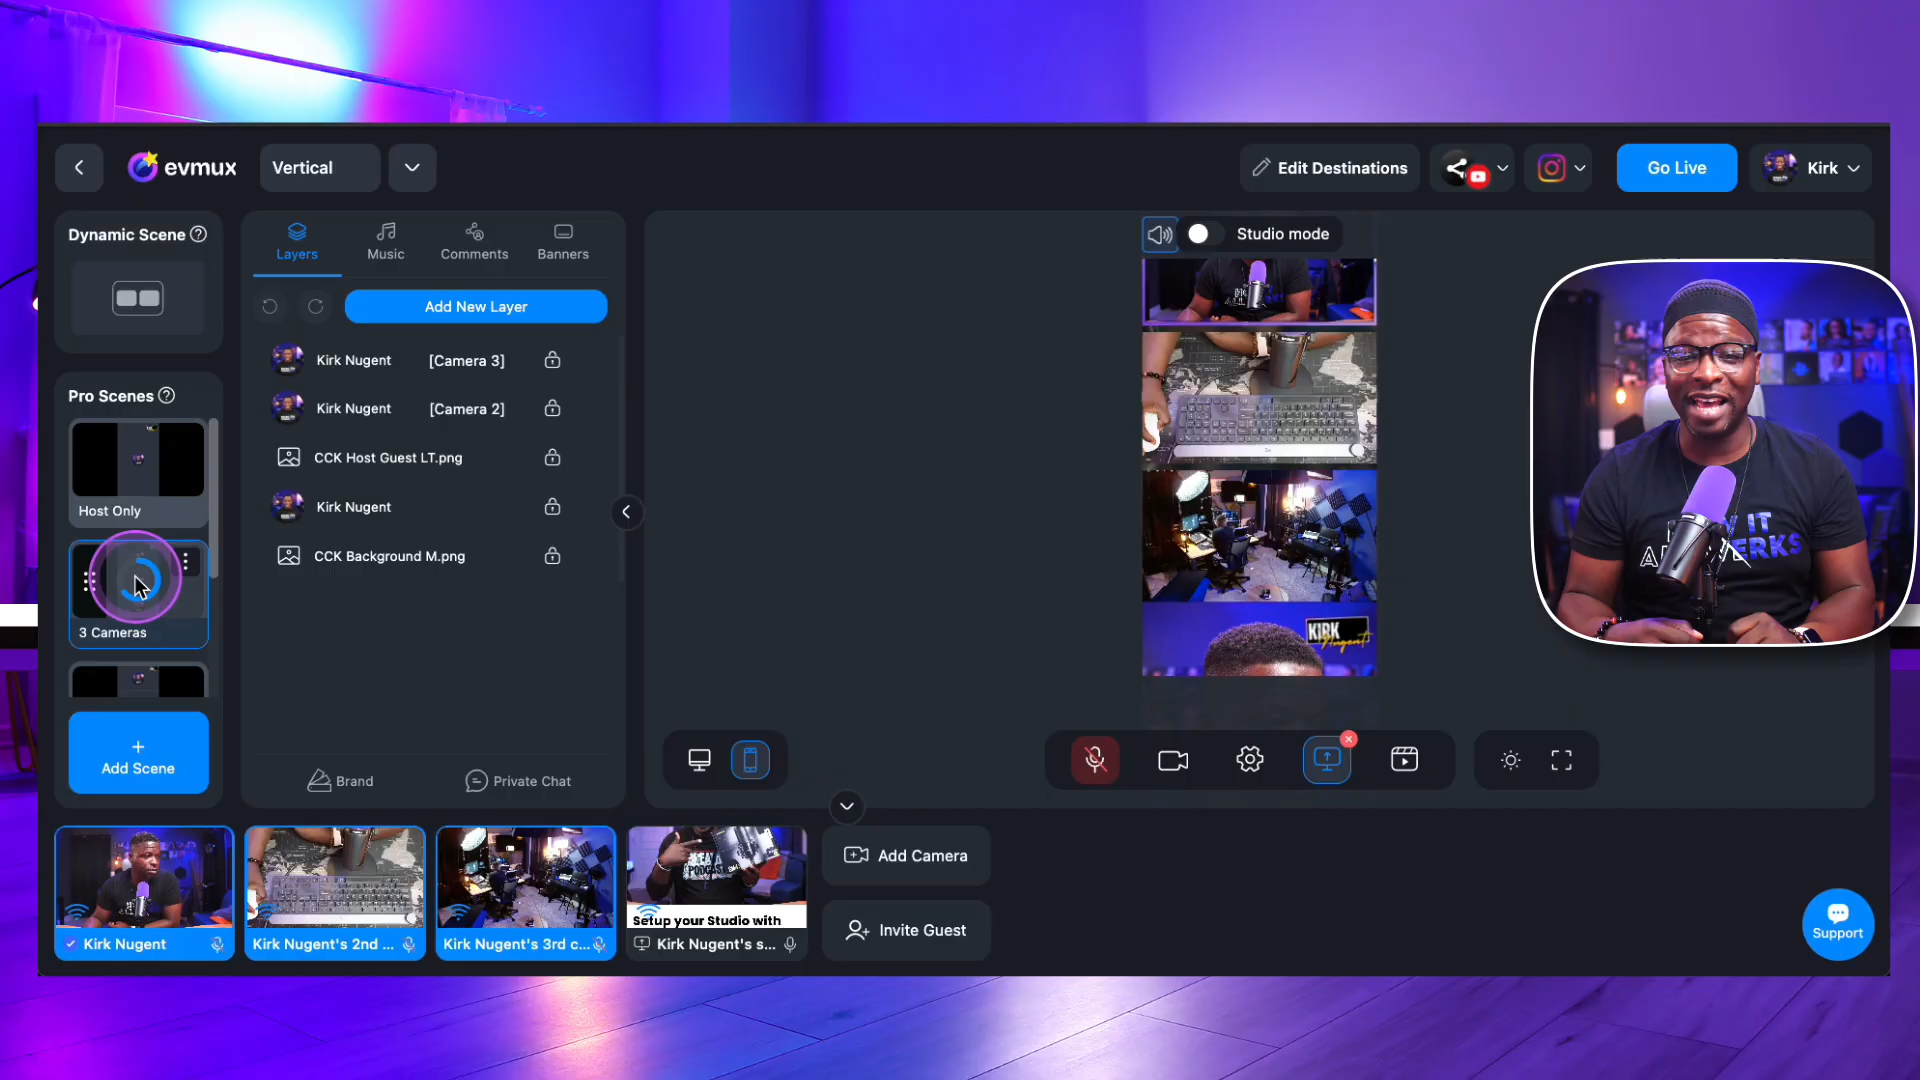 evmux
Vertical
Edit Destinations
Go Live
Kirk
Dynamic Scene
Layers
Music
Comments
Banners
Studio mode
Add New Layer
Kirk Nugent [Camera 3]
Kirk Nugent [Camera 2]
CCK Host Guest LT.png
Kirk Nugent
CCK Background M.png
Pro Scenes
Host Only
3 Cameras
+
Add Scene
Brand
Private Chat
KIRK
Nugent
Setup your Studio with
Kirk Nugent
Kirk Nugent's 2nd ...
Kirk Nugent's 3rd c...
Kirk Nugent's s...
Add Camera
Invite Guest
Support